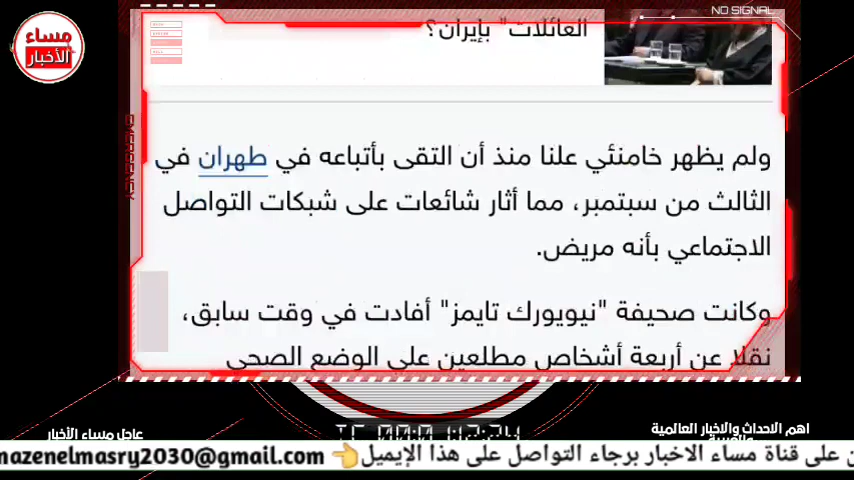 NO SIGNAL
مساء
الأخبار
العائلات" بإيران؟
ولم يظهر خامنئي علنا منذ أن التقى بأتباعه في طهران في
الثالث من سبتمبر، مما أثار شائعات على شبكات التواصل
الاجتماعي بأنه مريض.
وكانت صحيفة "نيويورك تايمز" أفادت في وقت سابق،
نقلا عن أربعة أشخاص مطلعين على الوضع الصحي
اهم الاحداث والاخبار العالمية
عاجل مساء الأخبار
على قناة مساء الاخبار برجاء التواصل على هذا الإيميل 👈 mazenelmasry2030@gmail.com